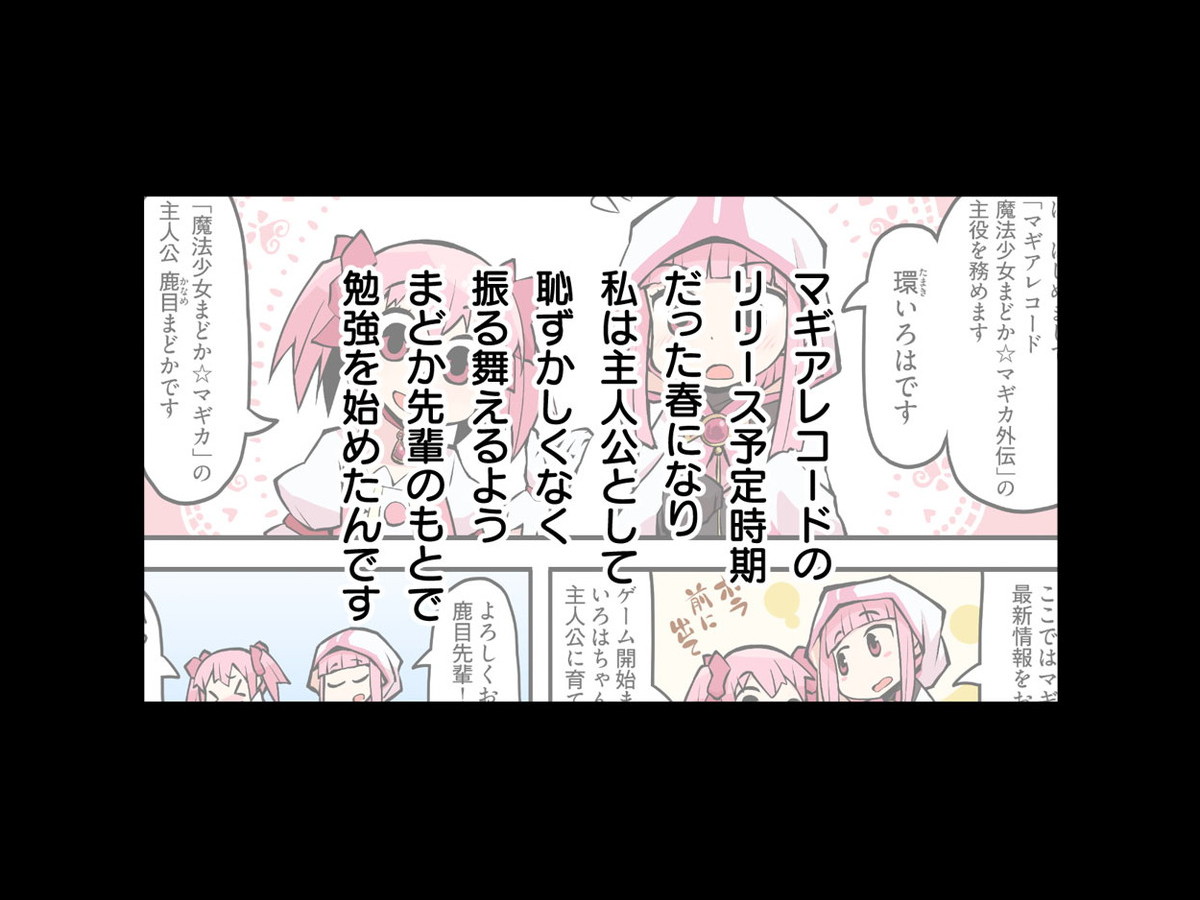 マギアレコードの
リリース予定時期
だった春になり
私は主人公として
恥ずかしくなく
振る舞えるよう
まどか先輩のもとで
勉強を始めたんです
「マギアレコード
魔法少女まどか☆マギカ外伝」の
主役を務めます
環いろはです
たまき
「魔法少女まどか☆マギカ」の
主人公 鹿目まどかです
かなめ
ここではマギ
最新情報をお
ホラ
前に
出て
ゲーム開始ま
いろはちゃん
主人公に育て
よろしくお
鹿目先輩！